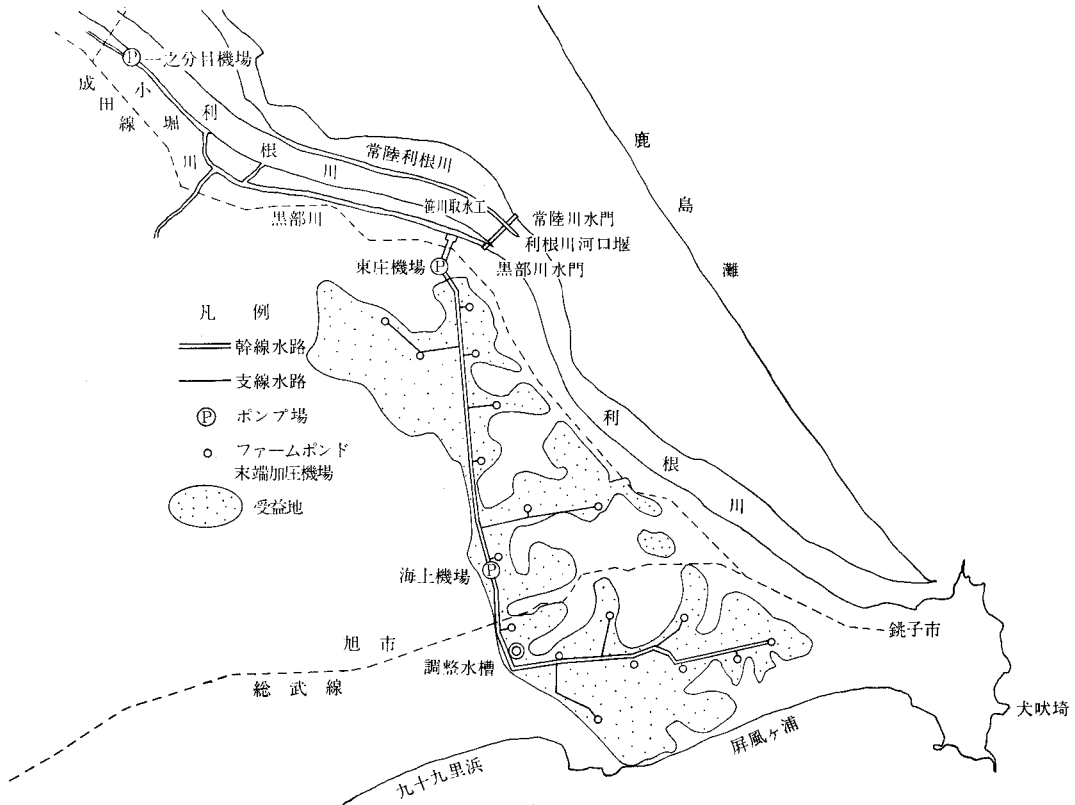 Ⓟ 一之分目機場
成田線
小堀川
利根川
常陸利根川
笹川取水工
常陸川水門
利根川河口堰
黒部川水門
黒部川
東庄機場 Ⓟ
鹿島灘
凡例
幹線水路
支線水路
Ⓟ ポンプ場
ファームポンド
末端加圧機場
受益地
利根川
海上機場 Ⓟ
旭市
調整水槽
総武線
銚子市
犬吠埼
屏風ヶ浦
九十九里浜